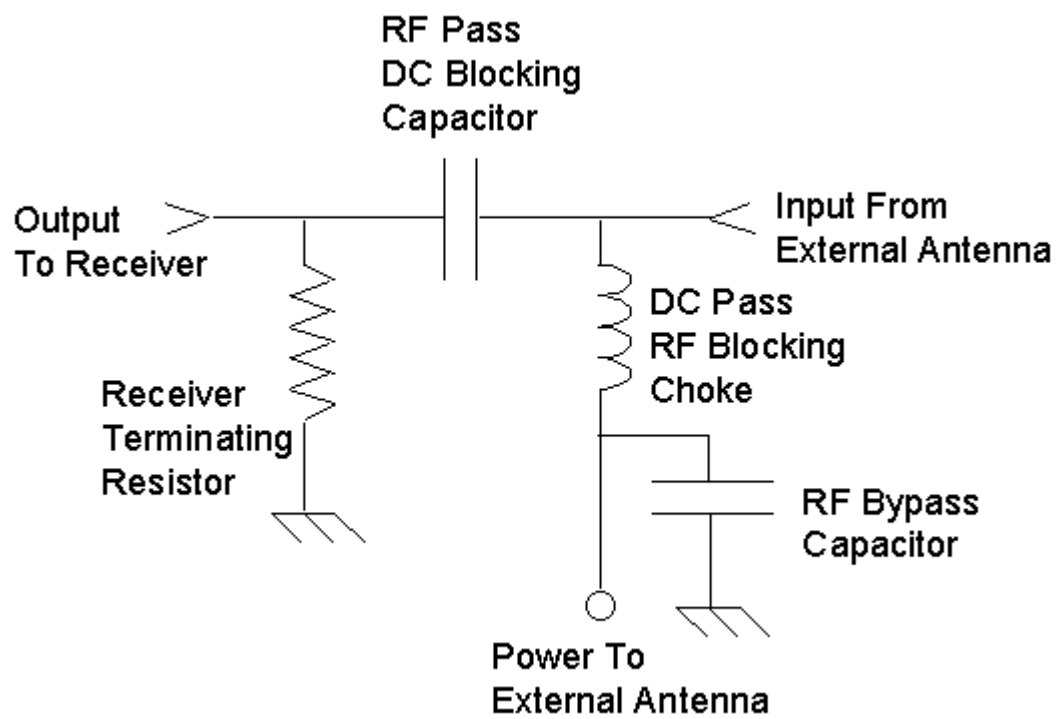 RF Pass
DC Blocking
Capacitor
Output
To Receiver
Input From
External Antenna
DC Pass
RF Blocking
Choke
Receiver
Terminating
Resistor
RF Bypass
Capacitor
Power To
External Antenna